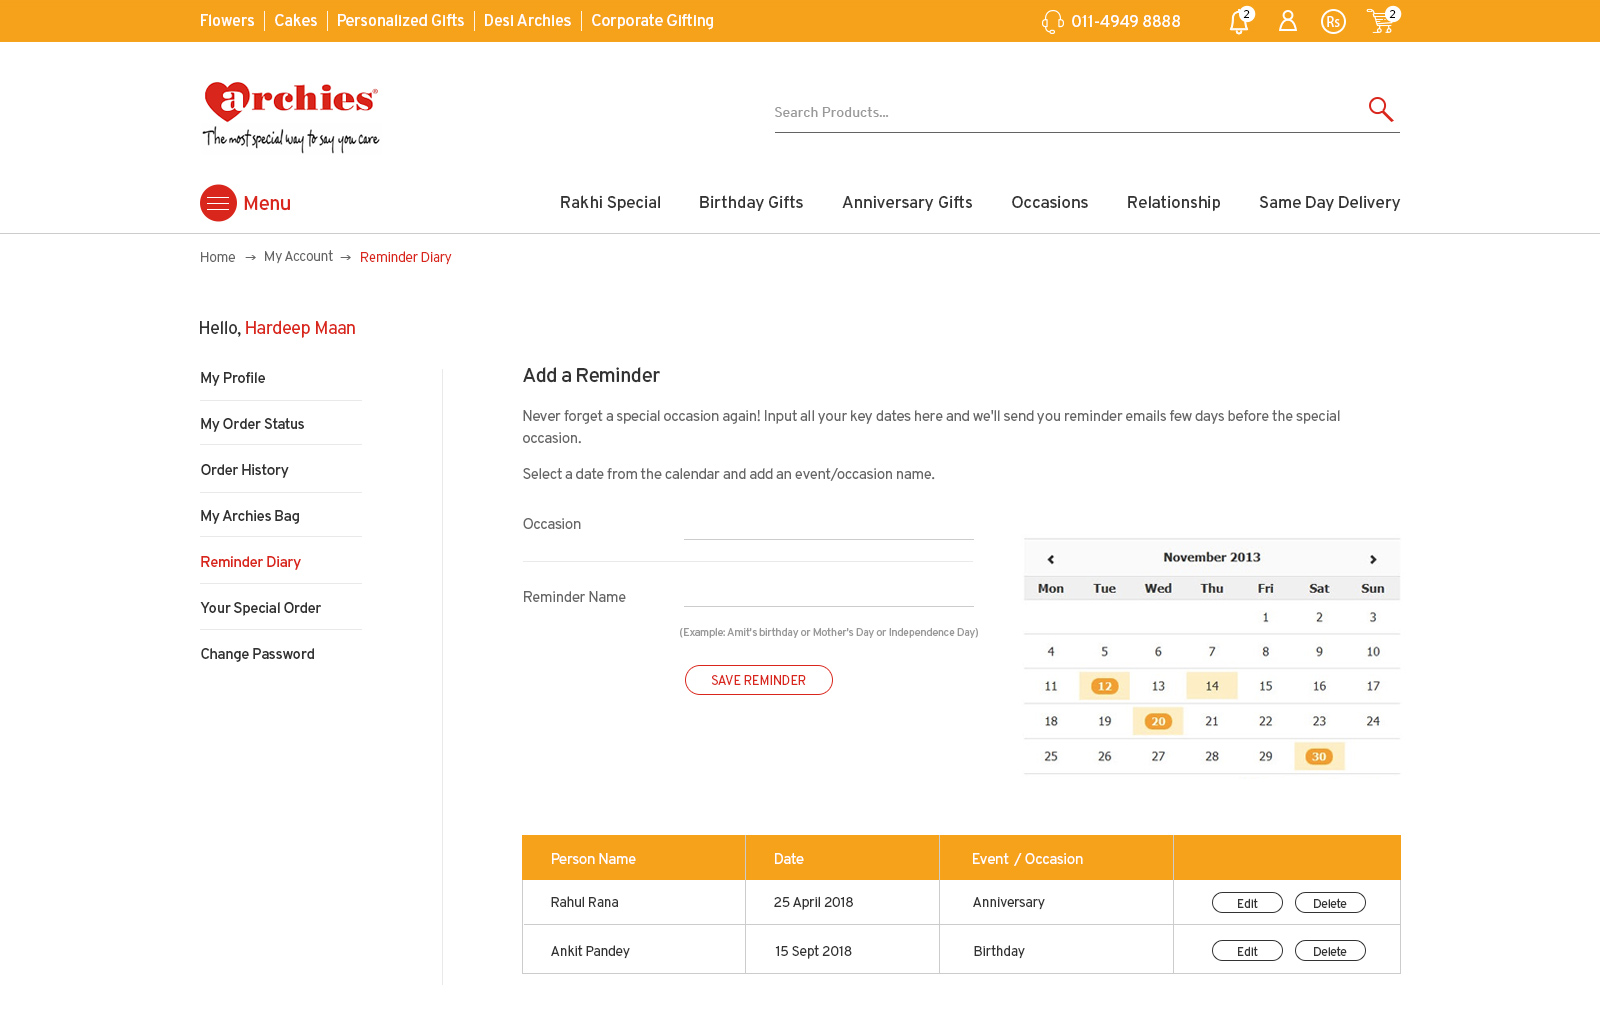 Flowers Cakes Personalized Gifts Desi Archies Corporate Gifting 011-4949 8888 2 Rs 2
archies®
The most special way to say you care
Search Products...
Menu Rakhi Special Birthday Gifts Anniversary Gifts Occasions Relationship Same Day Delivery
Home → My Account → Reminder Diary
Hello, Hardeep Maan
My Profile
My Order Status
Order History
My Archies Bag
Reminder Diary
Your Special Order
Change Password
Add a Reminder
Never forget a special occasion again! Input all your key dates here and we'll send you reminder emails few days before the special
occasion.
Select a date from the calendar and add an event/occasion name.
Occasion
Reminder Name
(Example: Amit's birthday or Mother's Day or Independence Day)
SAVE REMINDER
November 2013
Mon Tue Wed Thu Fri Sat Sun
1 2 3
4 5 6 7 8 9 10
11 12 13 14 15 16 17
18 19 20 21 22 23 24
25 26 27 28 29 30
Person Name Date Event / Occasion
Rahul Rana 25 April 2018 Anniversary Edit Delete
Ankit Pandey 15 Sept 2018 Birthday Edit Delete